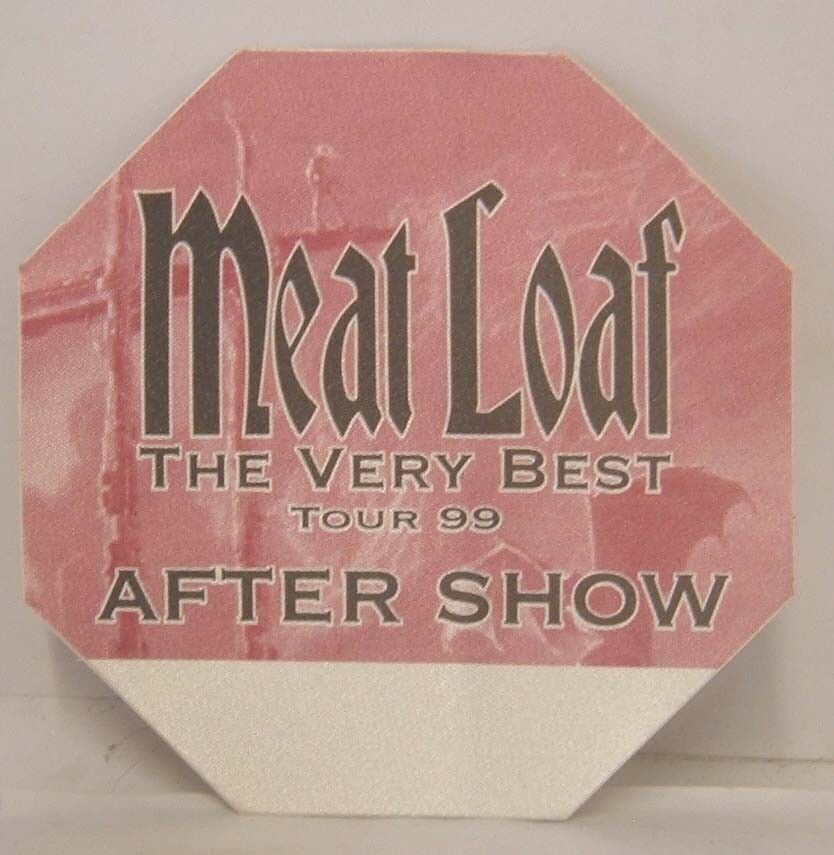 Meat Loaf
The Very Best
Tour 99
After Show